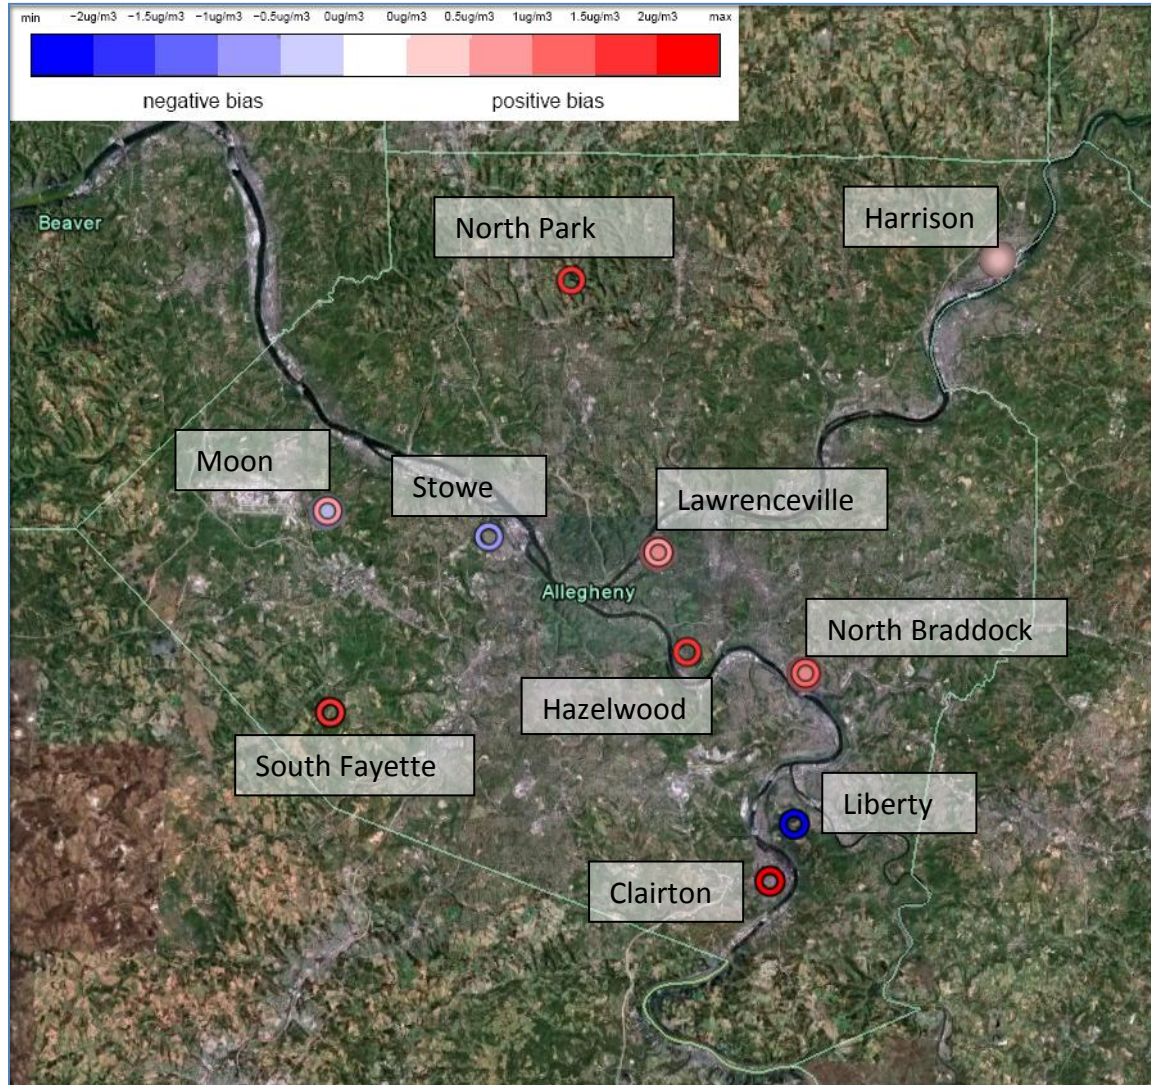 min -2ug/m3 -1.5ug/m3 -1ug/m3 -0.5ug/m3 0ug/m3 0ug/m3 0.5ug/m3 1ug/m3 1.5ug/m3 2ug/m3 max
negative bias positive bias
North Park
Harrison
Beaver
Moon
Stowe
Lawrenceville
Allegheny
North Braddock
Hazelwood
South Fayette
Liberty
Clairton